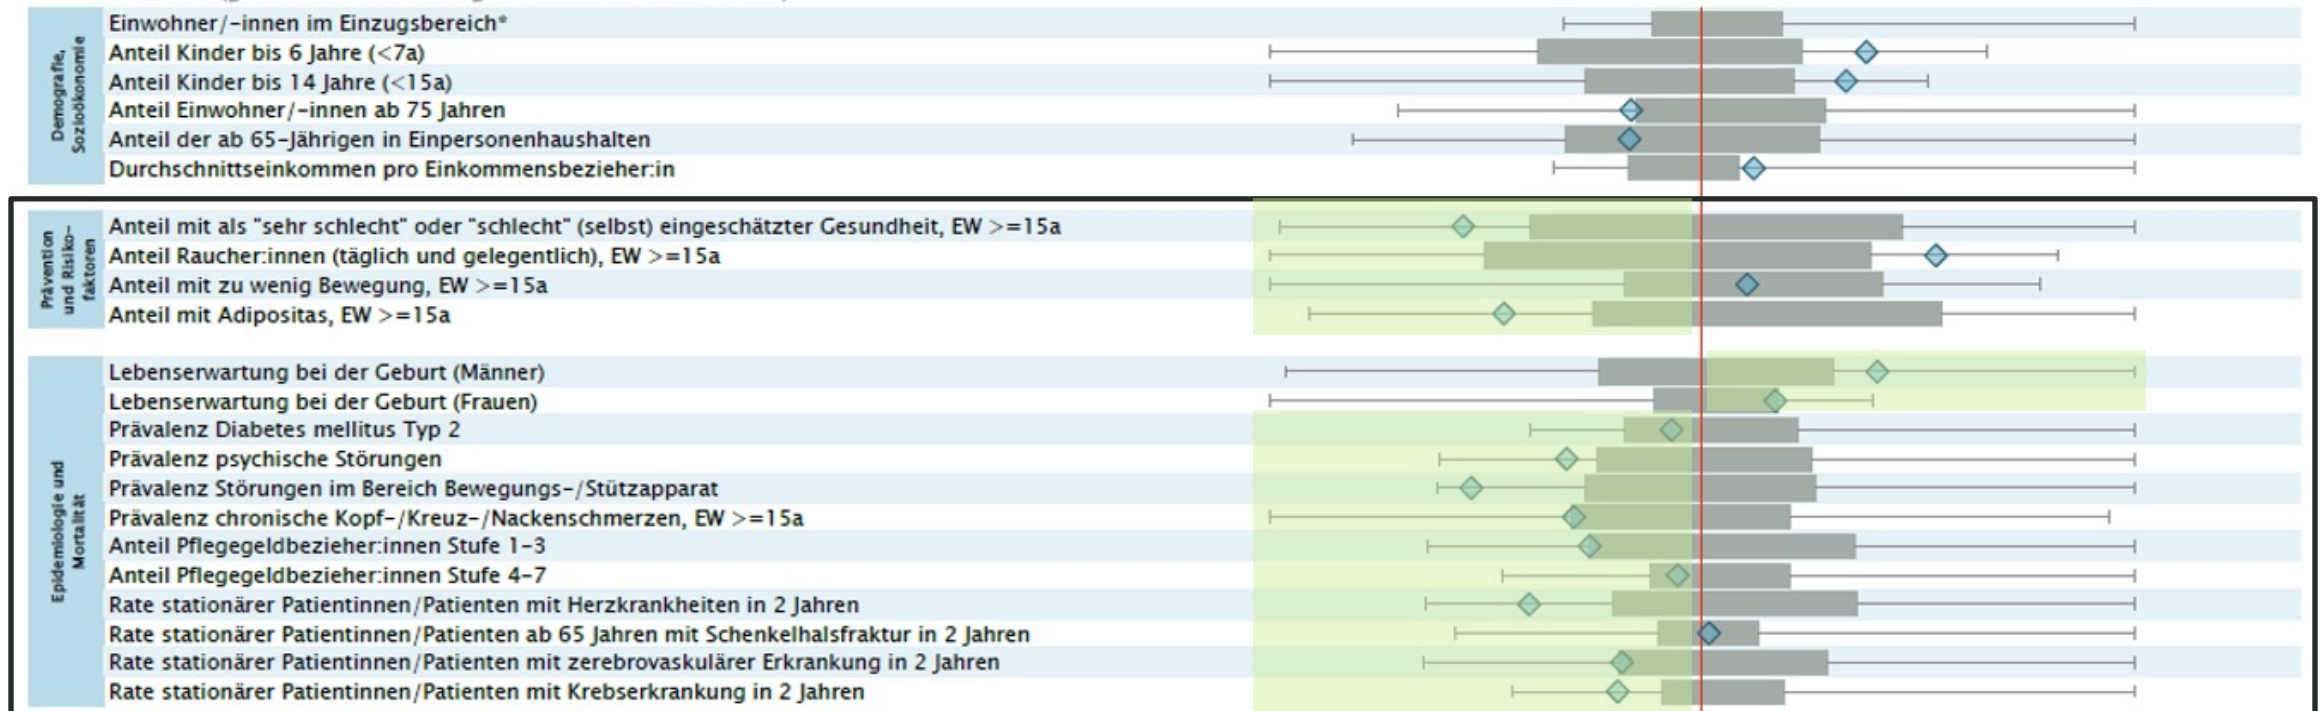 Demografie,
Sozioökonomie
Einwohner/-innen im Einzugsbereich*
Anteil Kinder bis 6 Jahre (<7a)
Anteil Kinder bis 14 Jahre (<15a)
Anteil Einwohner/-innen ab 75 Jahren
Anteil der ab 65-Jährigen in Einpersonenhaushalten
Durchschnittseinkommen pro Einkommensbezieher:in
Prävention
und Risiko-
faktoren
Anteil mit als "sehr schlecht" oder "schlecht" (selbst) eingeschätzter Gesundheit, EW >=15a
Anteil Raucher:innen (täglich und gelegentlich), EW >=15a
Anteil mit zu wenig Bewegung, EW >=15a
Anteil mit Adipositas, EW >=15a
Epidemiologie und
Mortalität
Lebenserwartung bei der Geburt (Männer)
Lebenserwartung bei der Geburt (Frauen)
Prävalenz Diabetes mellitus Typ 2
Prävalenz psychische Störungen
Prävalenz Störungen im Bereich Bewegungs-/Stützapparat
Prävalenz chronische Kopf-/Kreuz-/Nackenschmerzen, EW >=15a
Anteil Pflegegeldbezieher:innen Stufe 1-3
Anteil Pflegegeldbezieher:innen Stufe 4-7
Rate stationärer Patientinnen/Patienten mit Herzkrankheiten in 2 Jahren
Rate stationärer Patientinnen/Patienten ab 65 Jahren mit Schenkelhalsfraktur in 2 Jahren
Rate stationärer Patientinnen/Patienten mit zerebrovaskulärer Erkrankung in 2 Jahren
Rate stationärer Patientinnen/Patienten mit Krebserkrankung in 2 Jahren